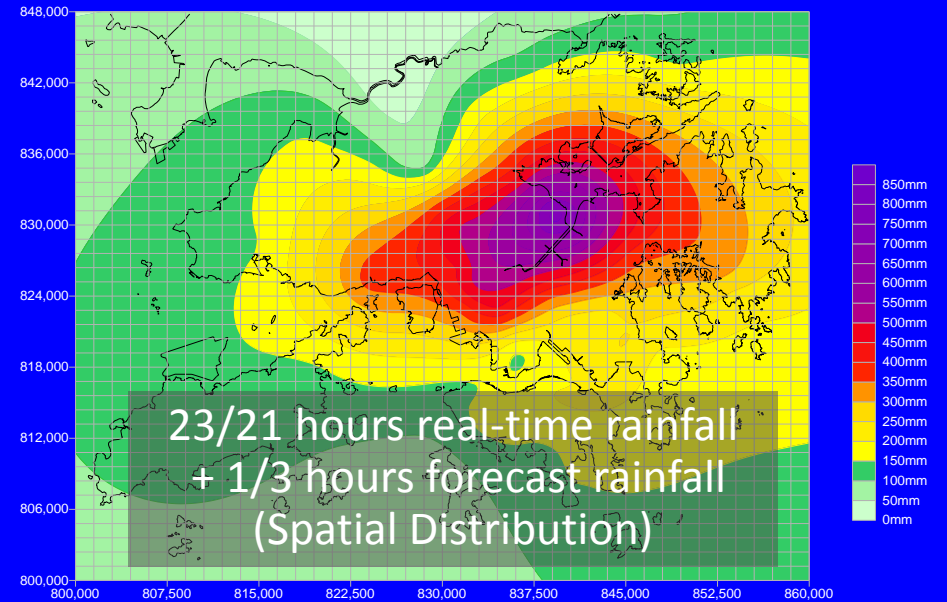 848,000
842,000
836,000
830,000
824,000
818,000
812,000
806,000
800,000
800,000 807,500 815,000 822,500 830,000 837,500 845,000 852,500 860,000
23/21 hours real-time rainfall
+ 1/3 hours forecast rainfall
(Spatial Distribution)
850mm
800mm
750mm
700mm
650mm
600mm
550mm
500mm
450mm
400mm
350mm
300mm
250mm
200mm
150mm
100mm
50mm
0mm